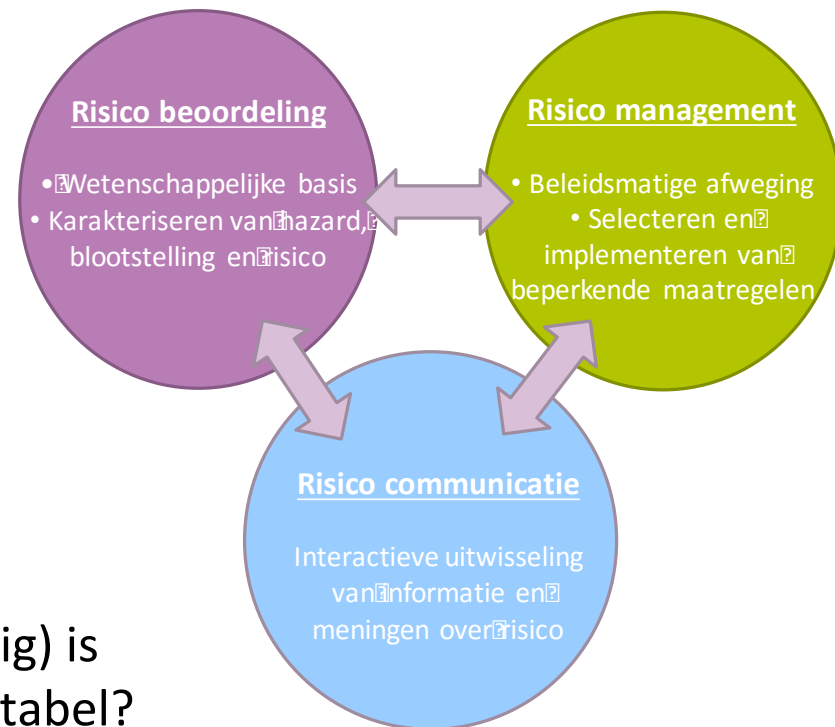 Risico beoordeling
• Wetenschappelijke basis
• Karakteriseren van hazard,
blootstelling en risico
Risico management
• Beleidsmatige afweging
• Selecteren en
implementeren van
beperkende maatregelen
Risico communicatie
Interactieve uitwisseling
van informatie en
meningen over risico
ig) is
tabel?